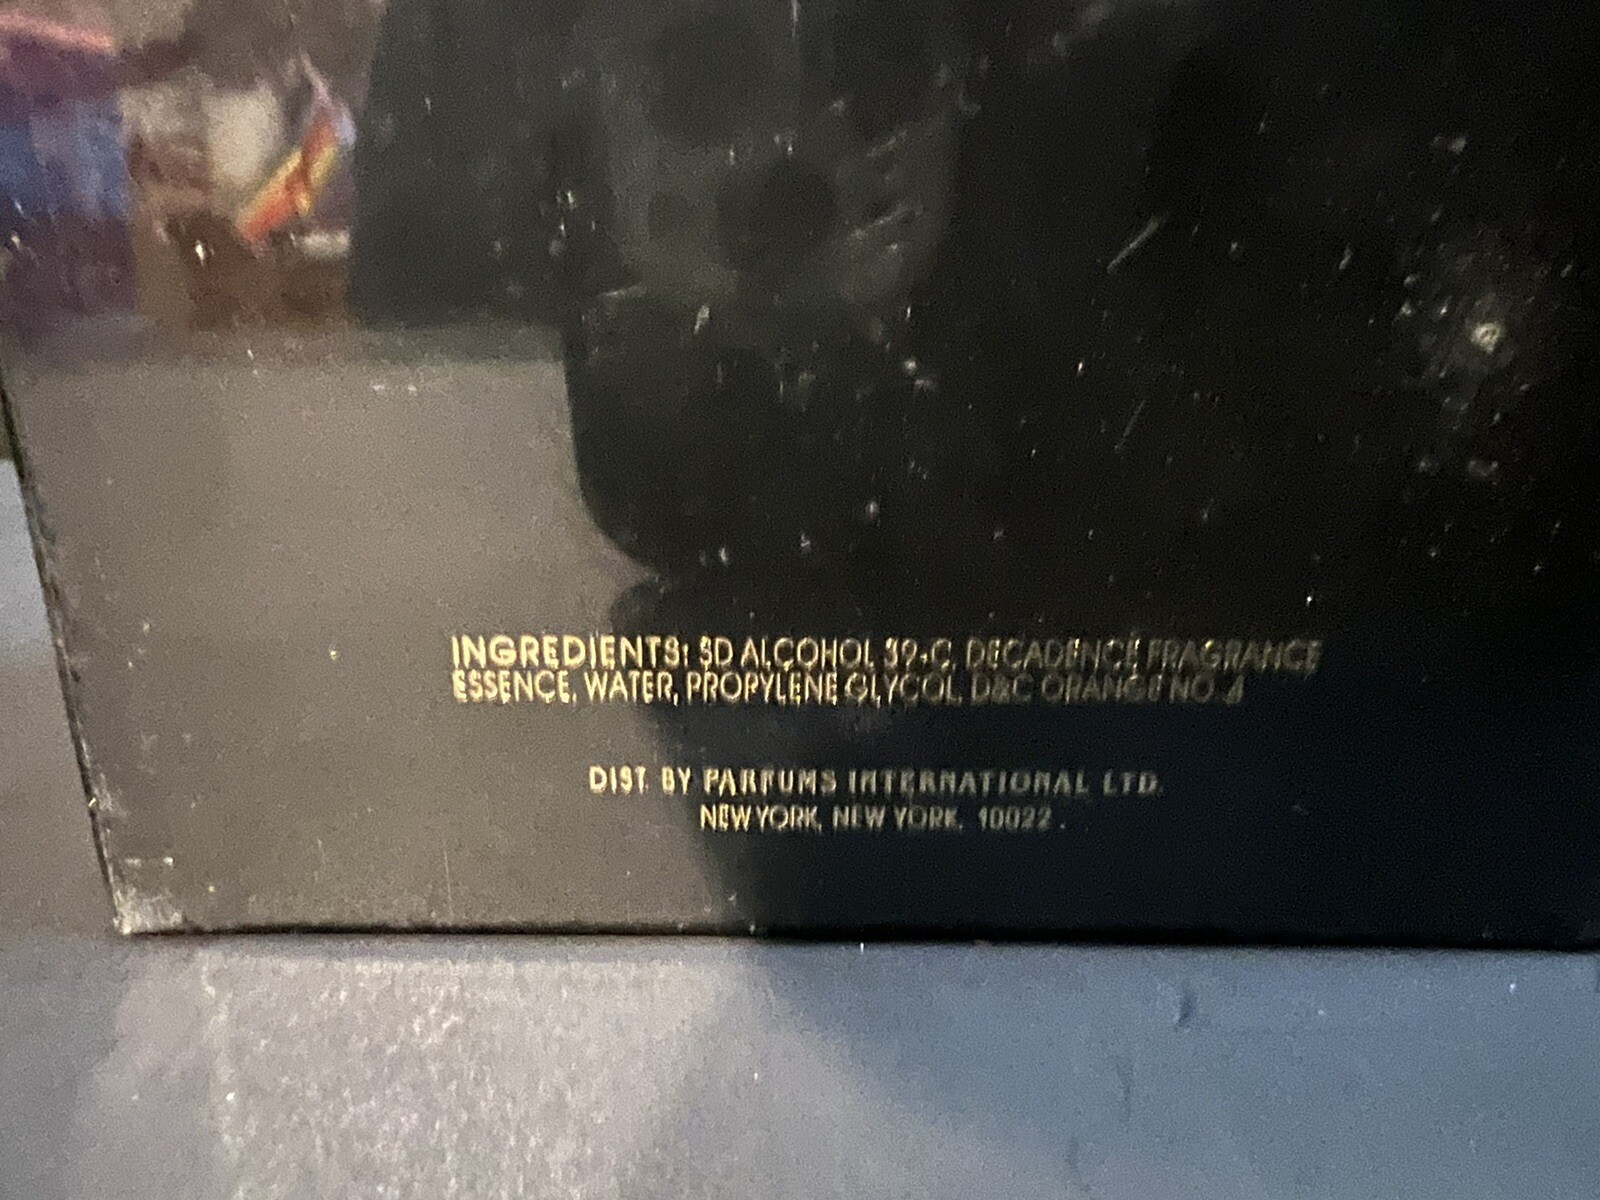 INGREDIENTS: SD ALCOHOL 39-C, DECADENCE FRAGRANCE
ESSENCE, WATER, PROPYLENE GLYCOL, D&C ORANGE NO. 4
DIST. BY PARFUMS INTERNATIONAL LTD.
NEW YORK, NEW YORK. 10022.